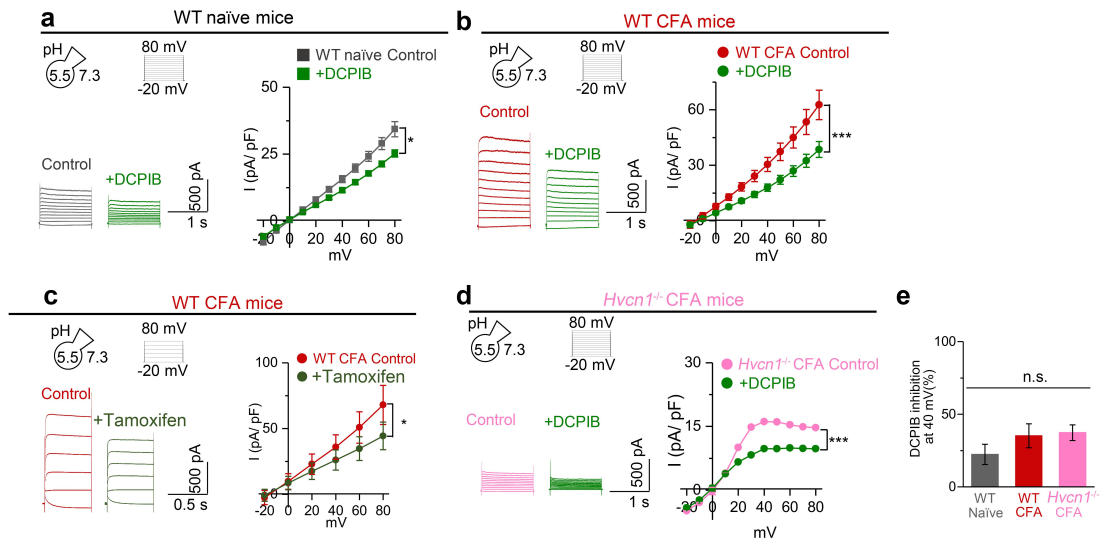 a
WT naïve mice
pH
5.5 7.3
80 mV
-20 mV
WT naïve Control
+DCPIB
Control
+DCPIB
500 pA
1 s
I (pA/ pF)
50
25
0
-20 0 20 40 60 80
mV
*
b
WT CFA mice
pH
5.5 7.3
80 mV
-20 mV
WT CFA Control
+DCPIB
Control
+DCPIB
500 pA
1 s
I (pA/ pF)
60
30
0
-20 0 20 40 60 80
mV
***
c
WT CFA mice
pH
5.5 7.3
80 mV
-20 mV
WT CFA Control
+Tamoxifen
Control
+Tamoxifen
500 pA
0.5 s
I (pA/ pF)
100
50
0
-20 0 20 40 60 80
mV
*
d
Hvcn1-/- CFA mice
pH
5.5 7.3
80 mV
-20 mV
Hvcn1-/- CFA Control
+DCPIB
Control
+DCPIB
500 pA
1 s
I (pA/ pF)
30
15
0
-20 0 20 40 60 80
mV
***
e
DCPIB inhibition
at 40 mV(%)
100
50
0
n.s.
WT
Naïve
WT
CFA
Hvcn1-/-
CFA